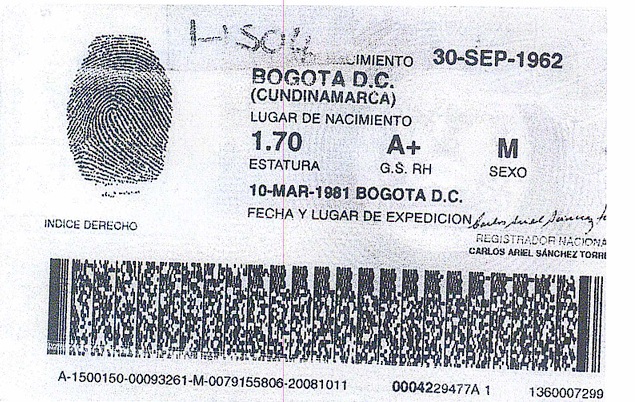 CIMIENTO 30-SEP-1962
BOGOTA D.C.
(CUNDINAMARCA)
LUGAR DE NACIMIENTO
1.70 A+ M
ESTATURA G.S. RH SEXO
10-MAR-1981 BOGOTA D.C.
FECHA Y LUGAR DE EXPEDICION
INDICE DERECHO
REGISTRADOR NACIONA
CARLOS ARIEL SÁNCHEZ TORR
A-1500150-00093261-M-0079155806-20081011 0004229477A 1 1360007299